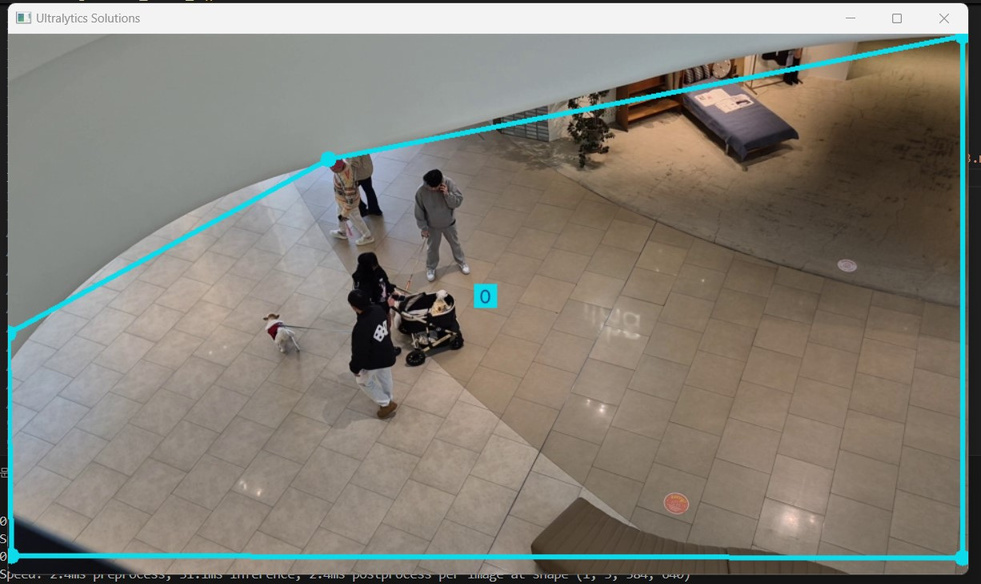 Ultralytics Solutions
0
Speed: 2.4ms preprocess, 51.1ms inference, 2.4ms postprocess per image at shape (1, 3, 384, 640)